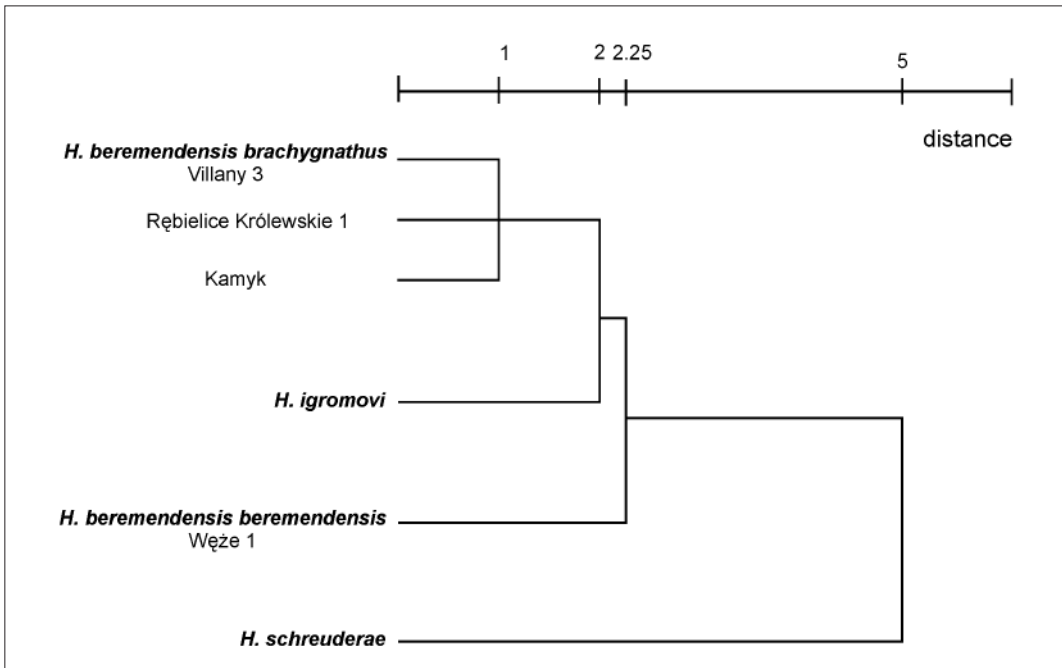 1 2 2.25 5
distance
H. beremendensis brachygnathus
Villany 3
Rębielice Królewskie 1
Kamyk
H. igromovi
H. beremendensis beremendensis
Węże 1
H. schreuderae